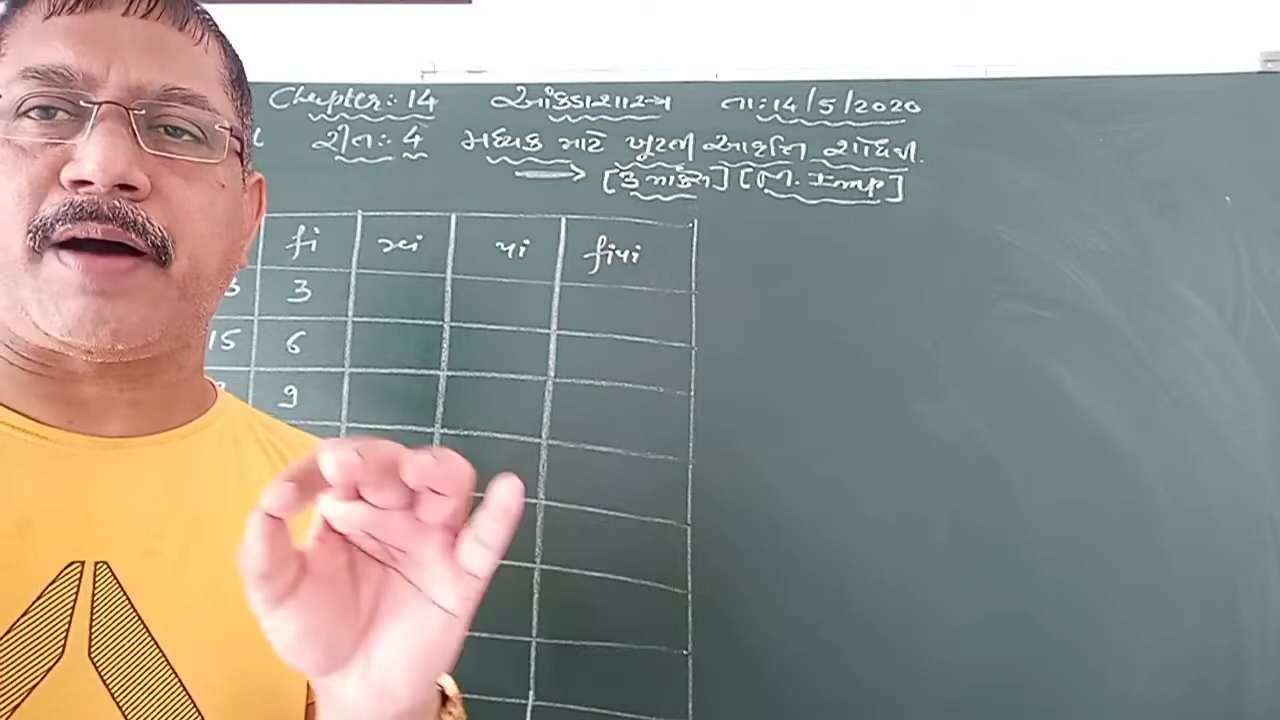 Chapter:- 14 આંકડાશાસ્ત્ર તા:14/5/2020
રીત:- 4 મધ્યક માટે ખૂટતી આવૃત્તિ શોધવી.
[3 માર્ક્સ] [M. Imp]
fi xi ui fiui
3 3
15 6
9